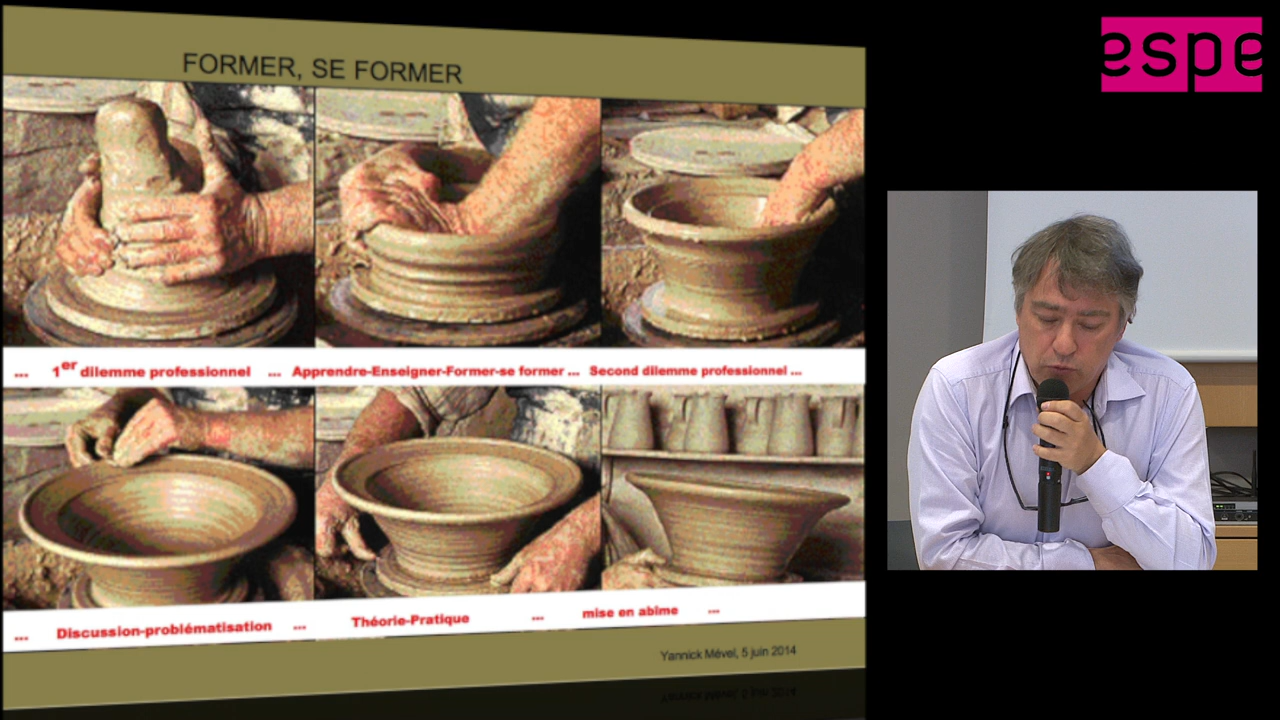 espe
FORMER, SE FORMER
... 1er dilemme professionnel ... Apprendre-Enseigner-Former-se former ... Second dilemme professionnel ...
... Discussion-problématisation ... Théorie-Pratique ... mise en abime ...
Yannick Mével, 5 juin 2014